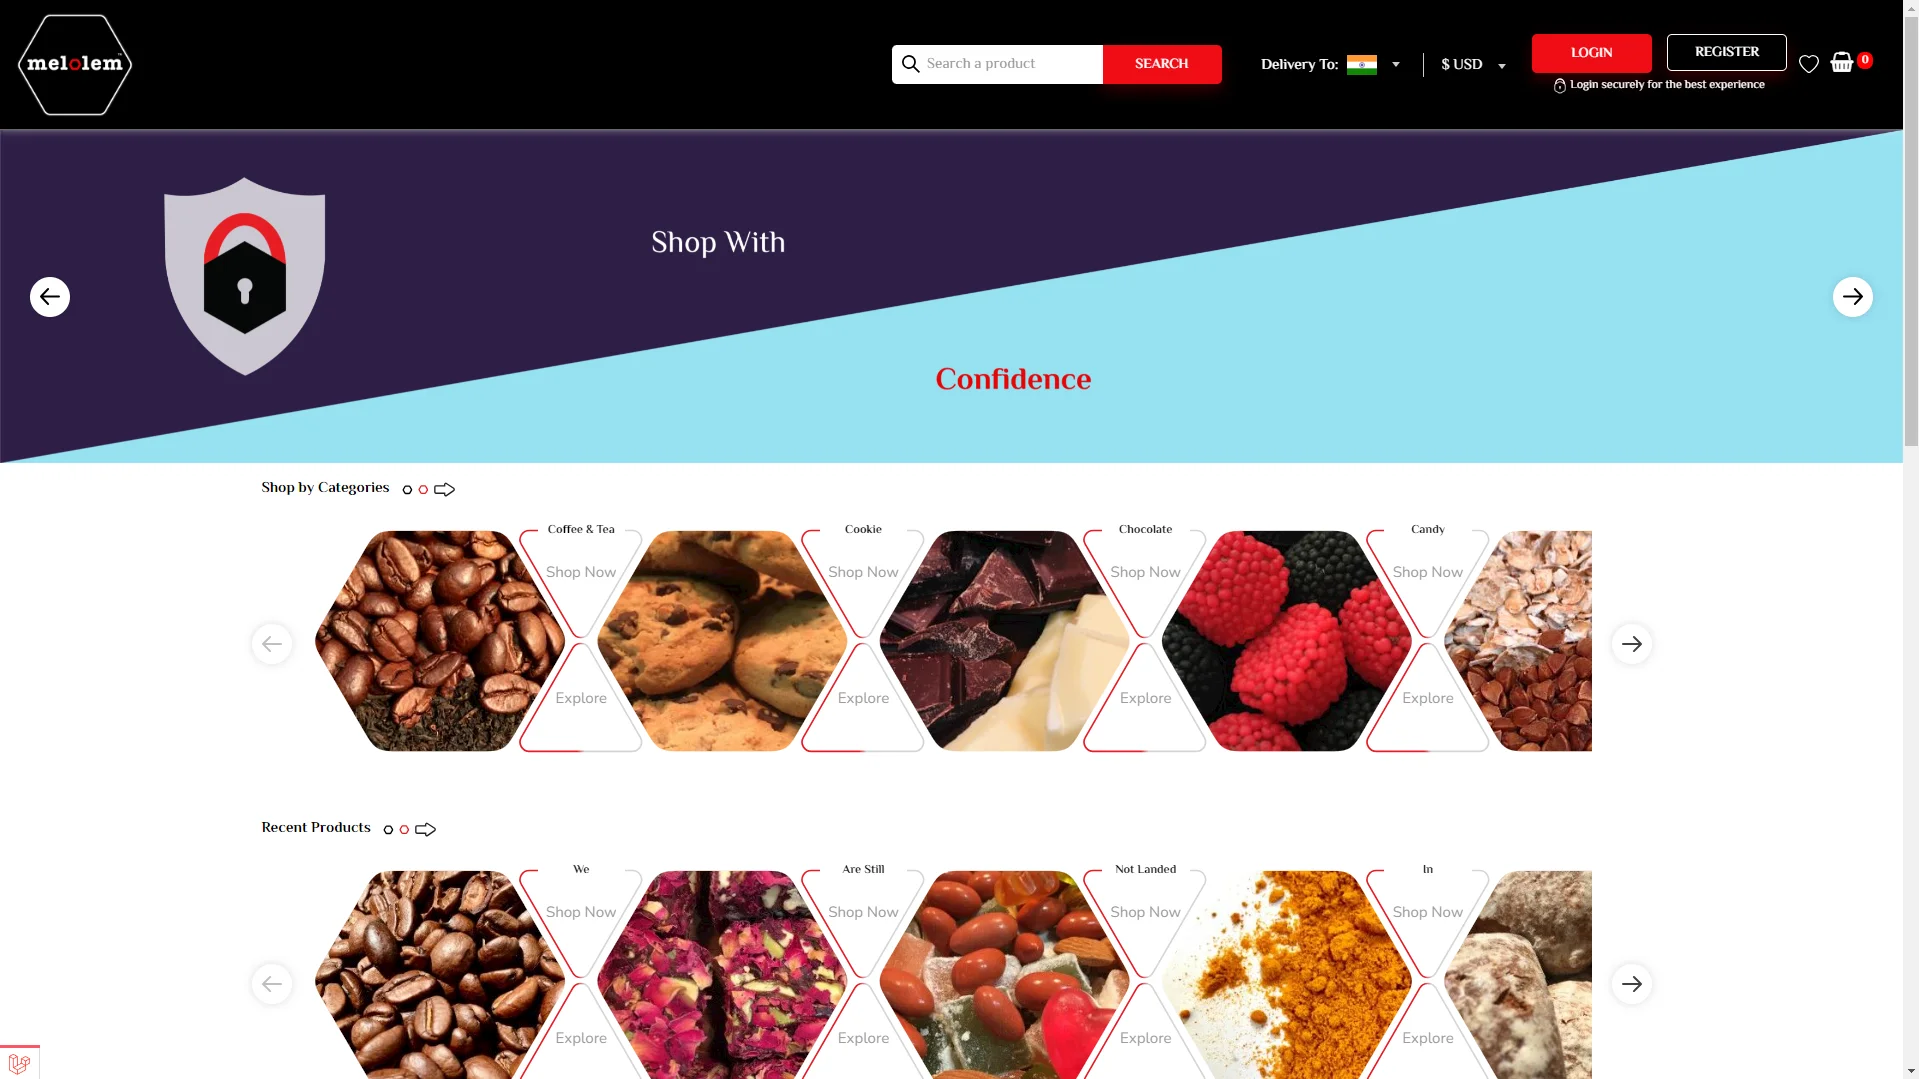 melolem
Search a product
SEARCH
Delivery To:
$ USD
LOGIN
REGISTER
Login securely for the best experience
0
Shop With
Confidence
Shop by Categories
Coffee & Tea
Shop Now
Explore
Cookie
Shop Now
Explore
Chocolate
Shop Now
Explore
Candy
Shop Now
Explore
Recent Products
We
Shop Now
Explore
Are Still
Shop Now
Explore
Not Landed
Shop Now
Explore
In
Shop Now
Explore